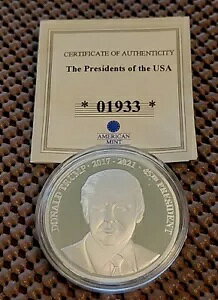 CERTIFICATE OF AUTHENTICITY
The Presidents of the USA
* 01933 *
AMERICAN
MINT
DONALD J. TRUMP · 2017 - 2021 · 45TH PRESIDENT